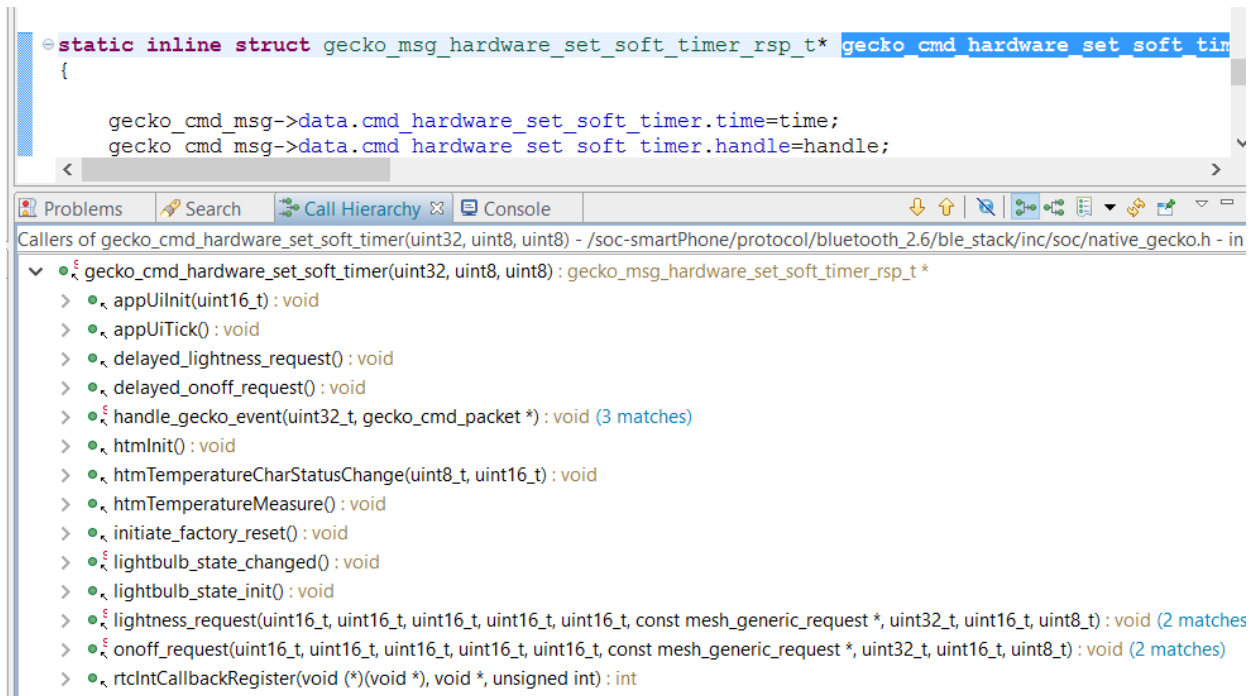 static inline struct gecko_msg_hardware_set_soft_timer_rsp_t* gecko_cmd_hardware_set_soft_tim
{
gecko_cmd_msg->data.cmd_hardware_set_soft_timer.time=time;
gecko_cmd_msg->data.cmd_hardware_set_soft_timer.handle=handle;
Problems Search Call Hierarchy Console
Callers of gecko_cmd_hardware_set_soft_timer(uint32, uint8, uint8) - /soc-smartPhone/protocol/bluetooth_2.6/ble_stack/inc/soc/native_gecko.h - in
gecko_cmd_hardware_set_soft_timer(uint32, uint8, uint8) : gecko_msg_hardware_set_soft_timer_rsp_t *
appUiInit(uint16_t) : void
appUiTick() : void
delayed_lightness_request() : void
delayed_onoff_request() : void
handle_gecko_event(uint32_t, gecko_cmd_packet *) : void (3 matches)
htmInit() : void
htmTemperatureCharStatusChange(uint8_t, uint16_t) : void
htmTemperatureMeasure() : void
initiate_factory_reset() : void
lightbulb_state_changed() : void
lightbulb_state_init() : void
lightness_request(uint16_t, uint16_t, uint16_t, uint16_t, uint16_t, const mesh_generic_request *, uint32_t, uint16_t, uint8_t) : void (2 matches
onoff_request(uint16_t, uint16_t, uint16_t, uint16_t, uint16_t, const mesh_generic_request *, uint32_t, uint16_t, uint8_t) : void (2 matches)
rtcIntCallbackRegister(void (*)(void *), void *, unsigned int) : int